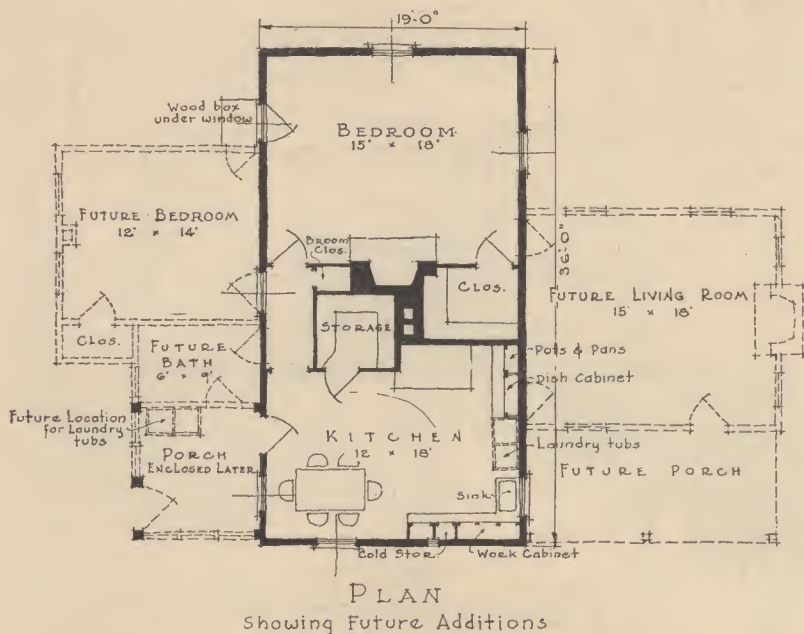 19'-0"
Wood box
under window
BEDROOM
15' × 18'
FUTURE BEDROOM
12' × 14'
BROOM
CLOS.
36'-0"
CLOS.
FUTURE LIVING ROOM
15' × 18'
STORAGE
CLOS.
FUTURE
BATH
6' × 9'
Pots & Pans
Dish Cabinet
Future Location
for Laundry
tubs
KITCHEN
12' × 18'
Laundry tubs
PORCH
ENCLOSED LATER
FUTURE PORCH
Sink
Cold Stor.
Work Cabinet
PLAN
Showing Future Additions